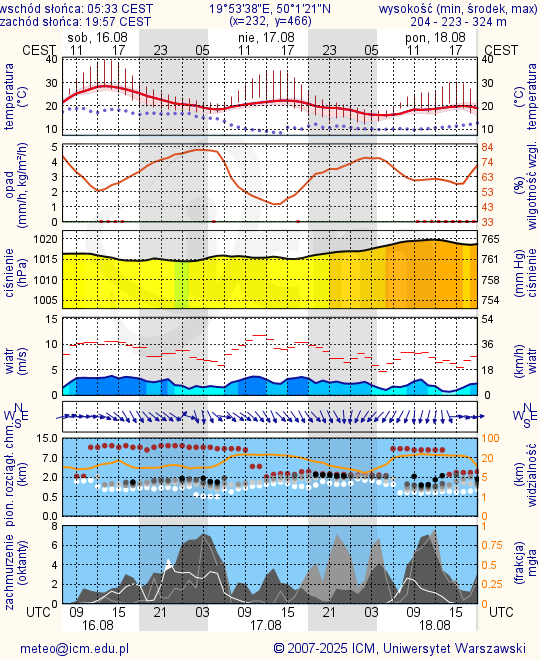 wschód słońca: 05:33 CEST 19°53'38"E, 50°1'21"N wysokość (min, środek, max)
zachód słońca: 19:57 CEST (x=232, y=466) 204 - 223 - 324 m
sob, 16.08 nie, 17.08 pon, 18.08
CEST 11 17 23 05 11 17 23 05 11 17 CEST
temperatura (°C)
40 30 20 10
40 30 20 10
temperatura (°C)
opad (mm/h, kg/m²/h)
5 4 3 2 1 0
84 74 63 53 43 33
(%) wilgotność wzgl.
ciśnienie (hPa)
1020 1015 1010 1005
765 761 758 754
(mm Hg) ciśnienie
wiatr (m/s)
15 10 5 0
54 36 18 0
(km/h) wiatr
N W E S
N W E S
pion. rozciągł. chm. (km)
15.0 7.0 2.0 0.5 0.0
100 20 5 1 0
(km) widzialność
zachmurzenie (oktanty)
8 6 4 2 0
1 0.75 0.5 0.25 0
(frakcja) mgła
UTC 09 15 21 03 09 15 21 03 09 15 UTC
16.08 17.08 18.08
meteo@icm.edu.pl © 2007-2025 ICM, Uniwersytet Warszawski